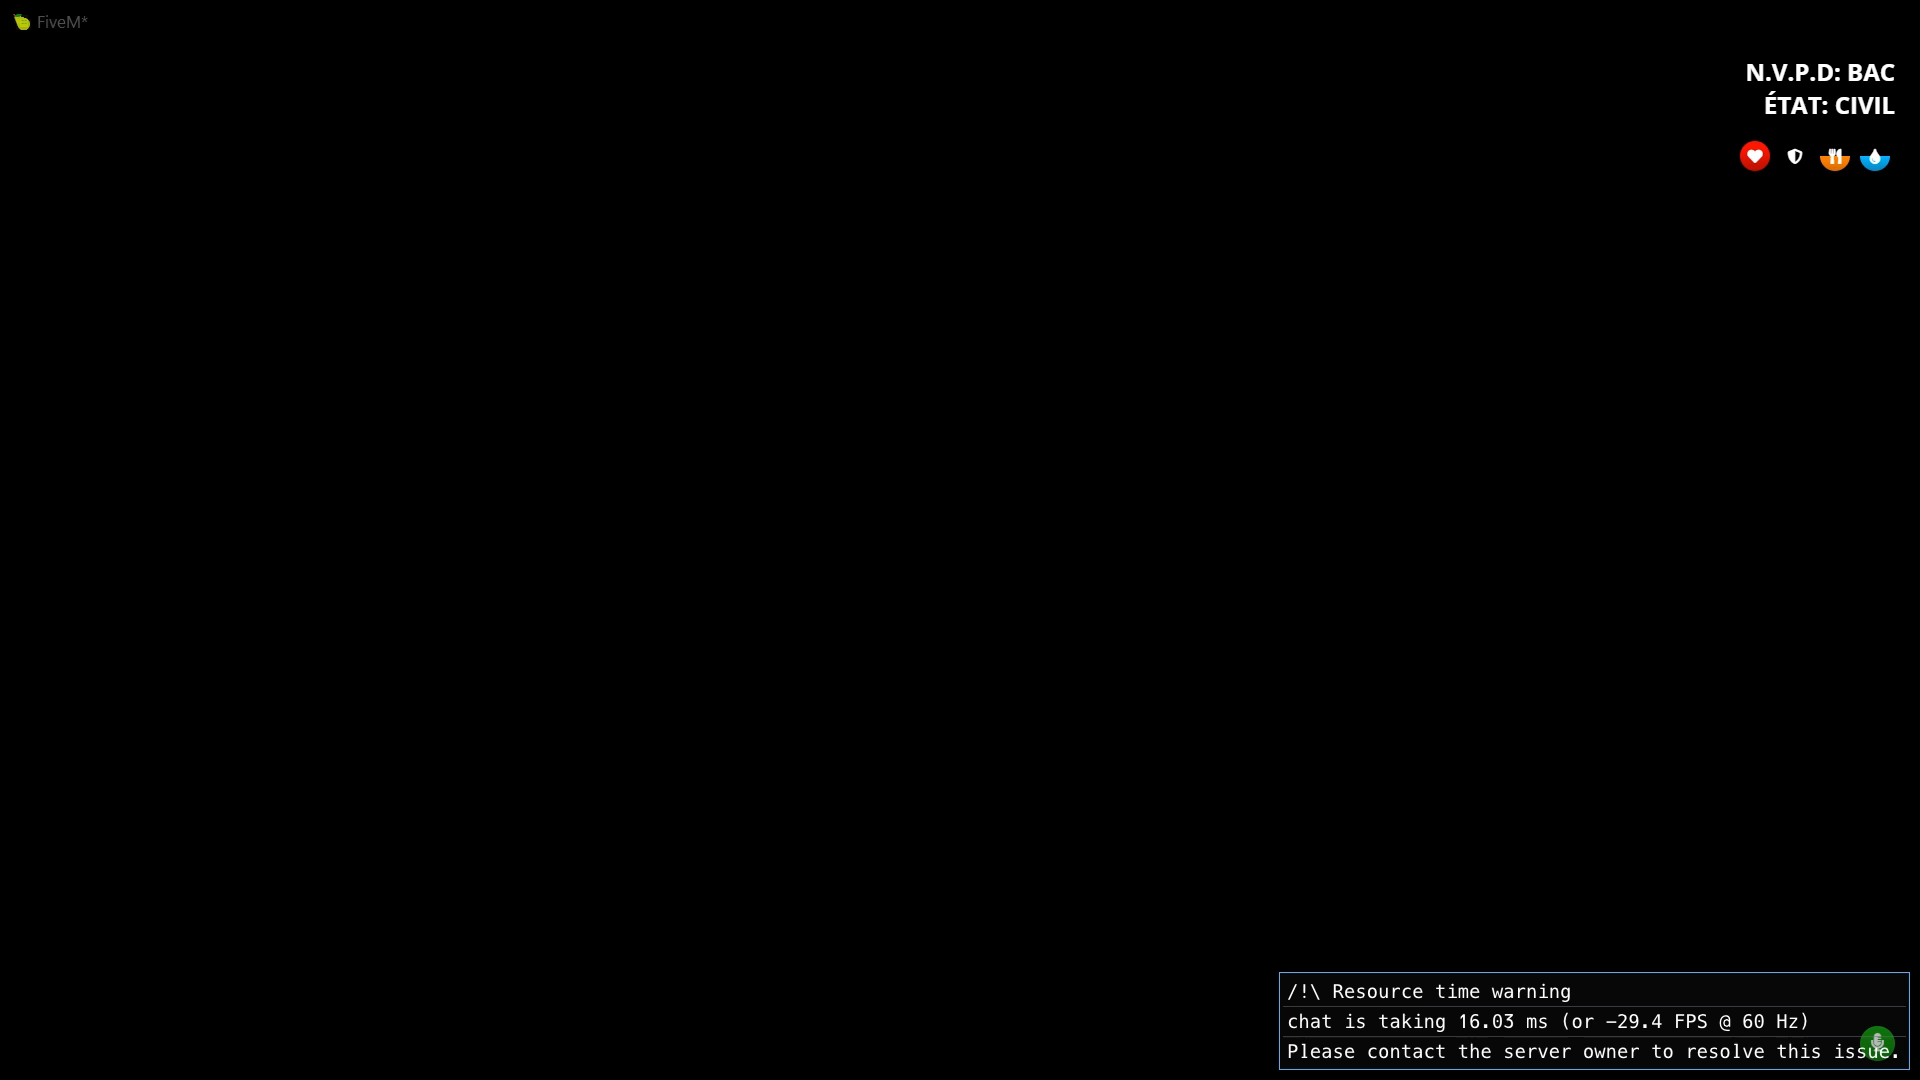 FiveM*
N.V.P.D: BAC
ÉTAT: CIVIL
/!\ Resource time warning
chat is taking 16.03 ms (or −29.4 FPS @ 60 Hz)
Please contact the server owner to resolve this issue.